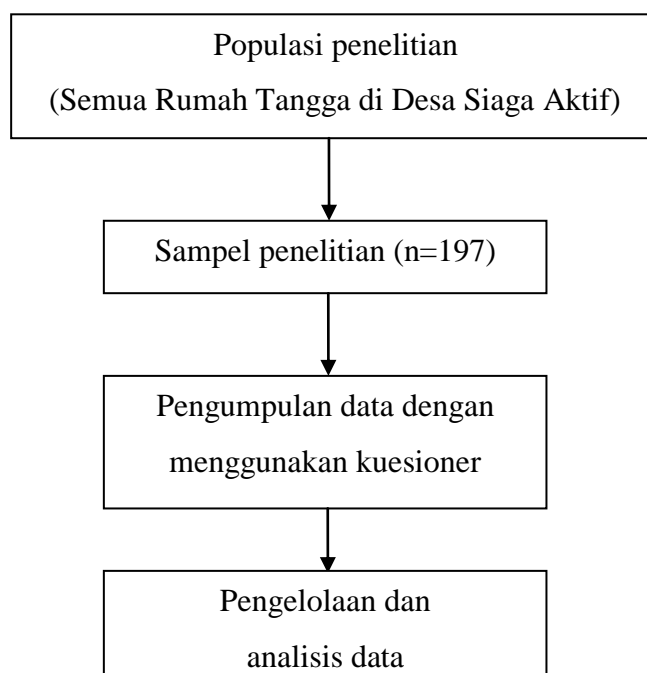 Populasi penelitian
(Semua Rumah Tangga di Desa Siaga Aktif)
Sampel penelitian (n=197)
Pengumpulan data dengan
menggunakan kuesioner
Pengelolaan dan
analisis data